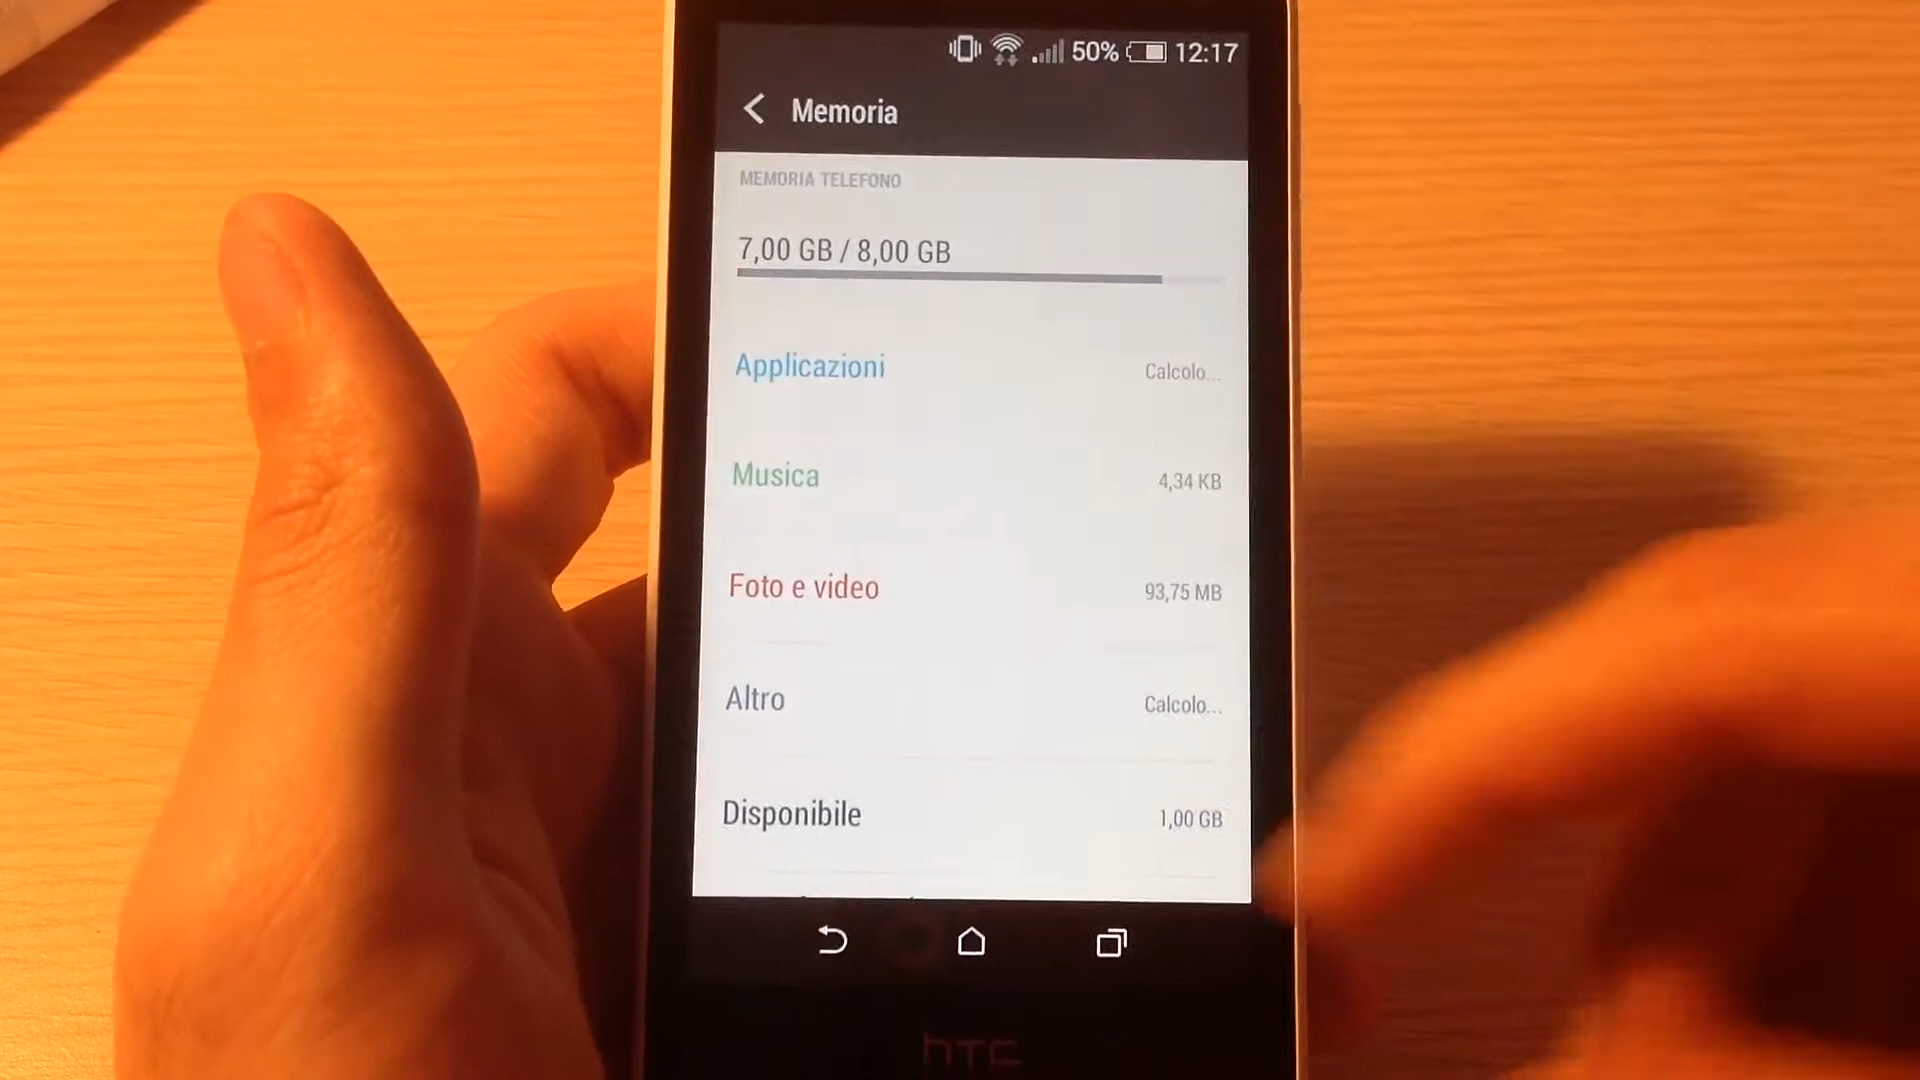 50% 12:17
Memoria
MEMORIA TELEFONO
7,00 GB / 8,00 GB
Applicazioni Calcolo...
Musica 4,34 KB
Foto e video 93,75 MB
Altro Calcolo...
Disponibile 1,00 GB
hTC